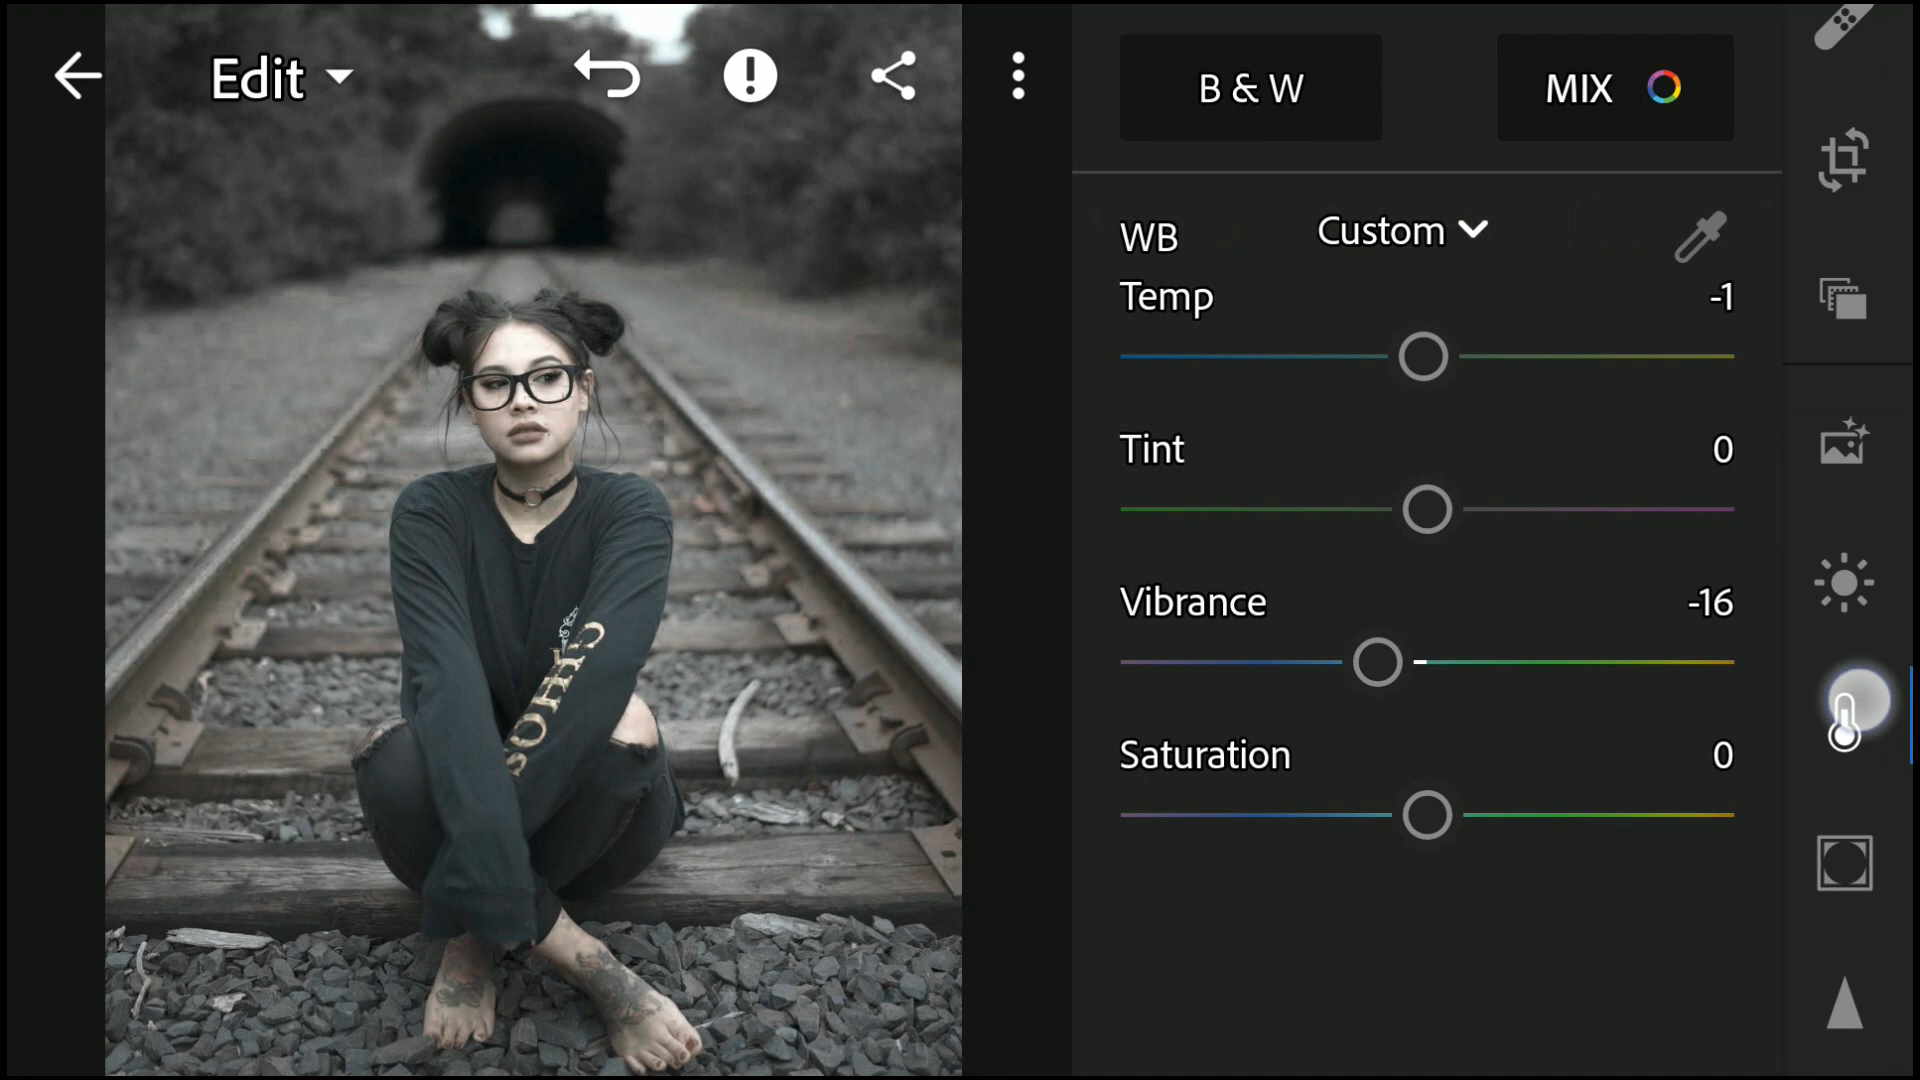 Edit
B & W
MIX
WB
Custom
Temp
-1
Tint
0
Vibrance
-16
Saturation
0